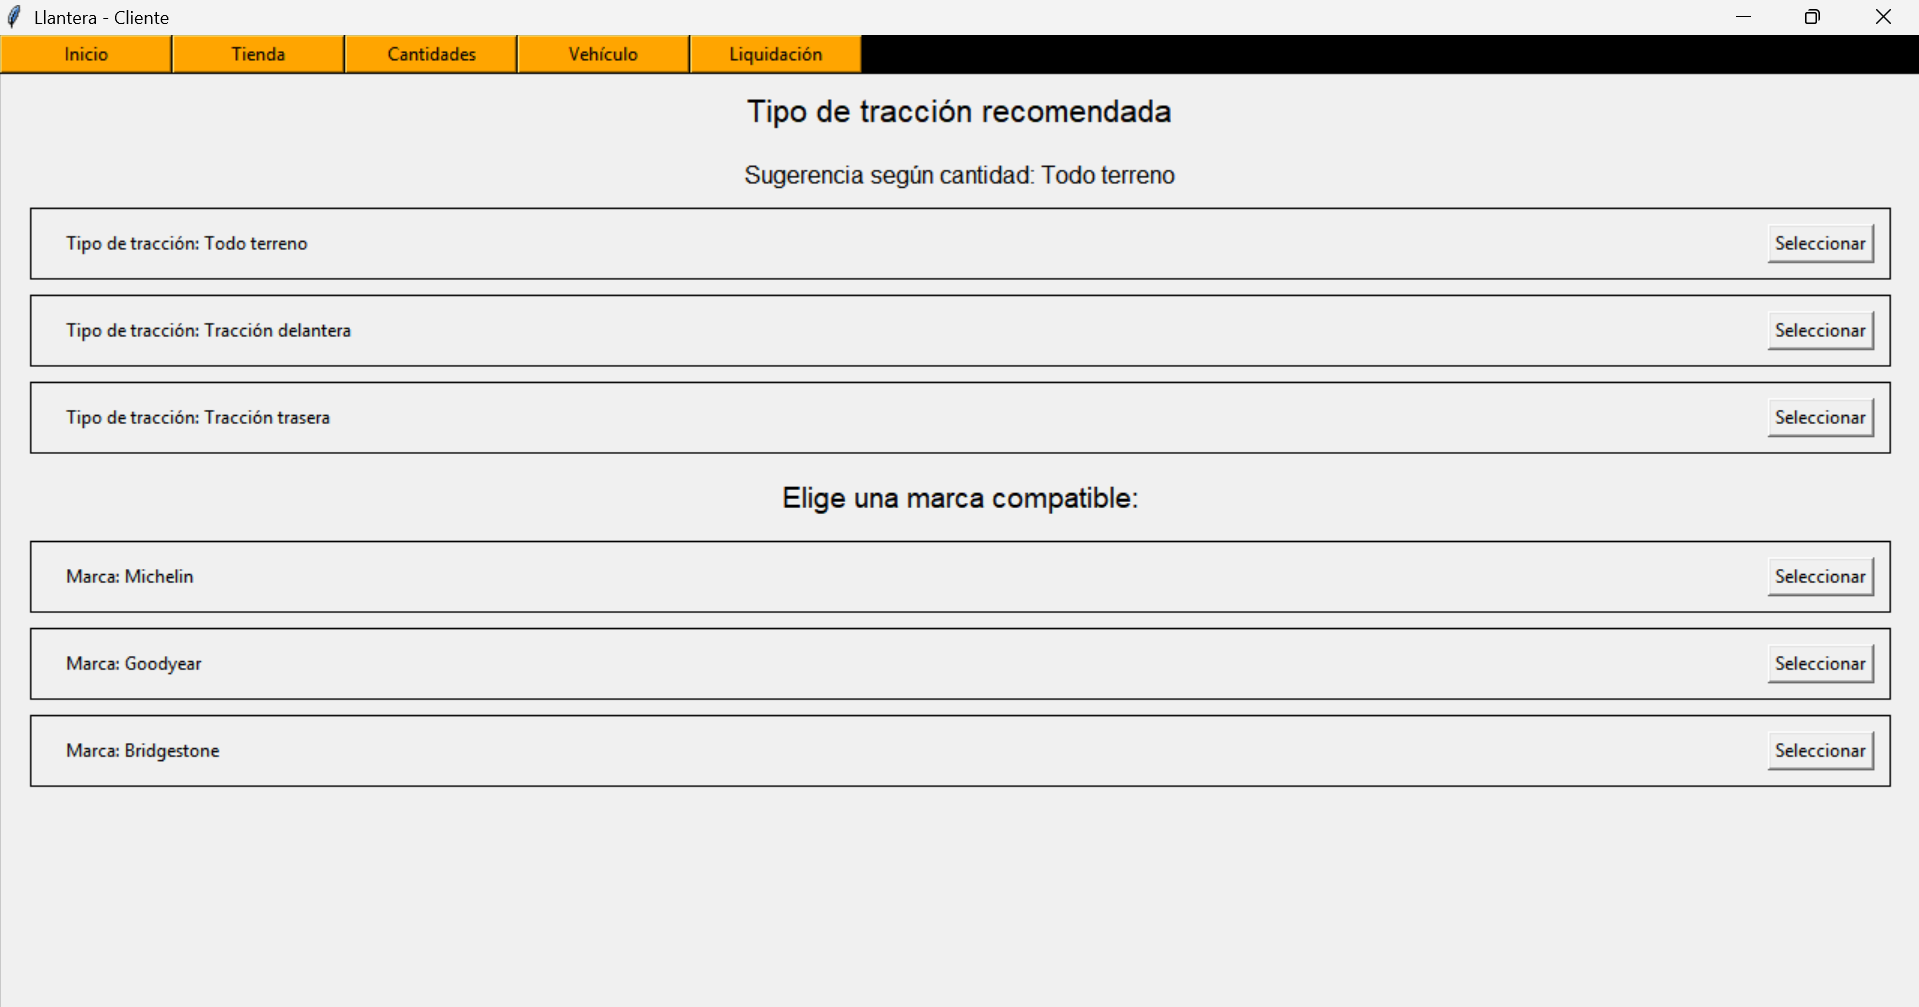 Llantera - Cliente
Inicio Tienda Cantidades Vehículo Liquidación
Tipo de tracción recomendada
Sugerencia según cantidad: Todo terreno
Tipo de tracción: Todo terreno Seleccionar
Tipo de tracción: Tracción delantera Seleccionar
Tipo de tracción: Tracción trasera Seleccionar
Elige una marca compatible:
Marca: Michelin Seleccionar
Marca: Goodyear Seleccionar
Marca: Bridgestone Seleccionar